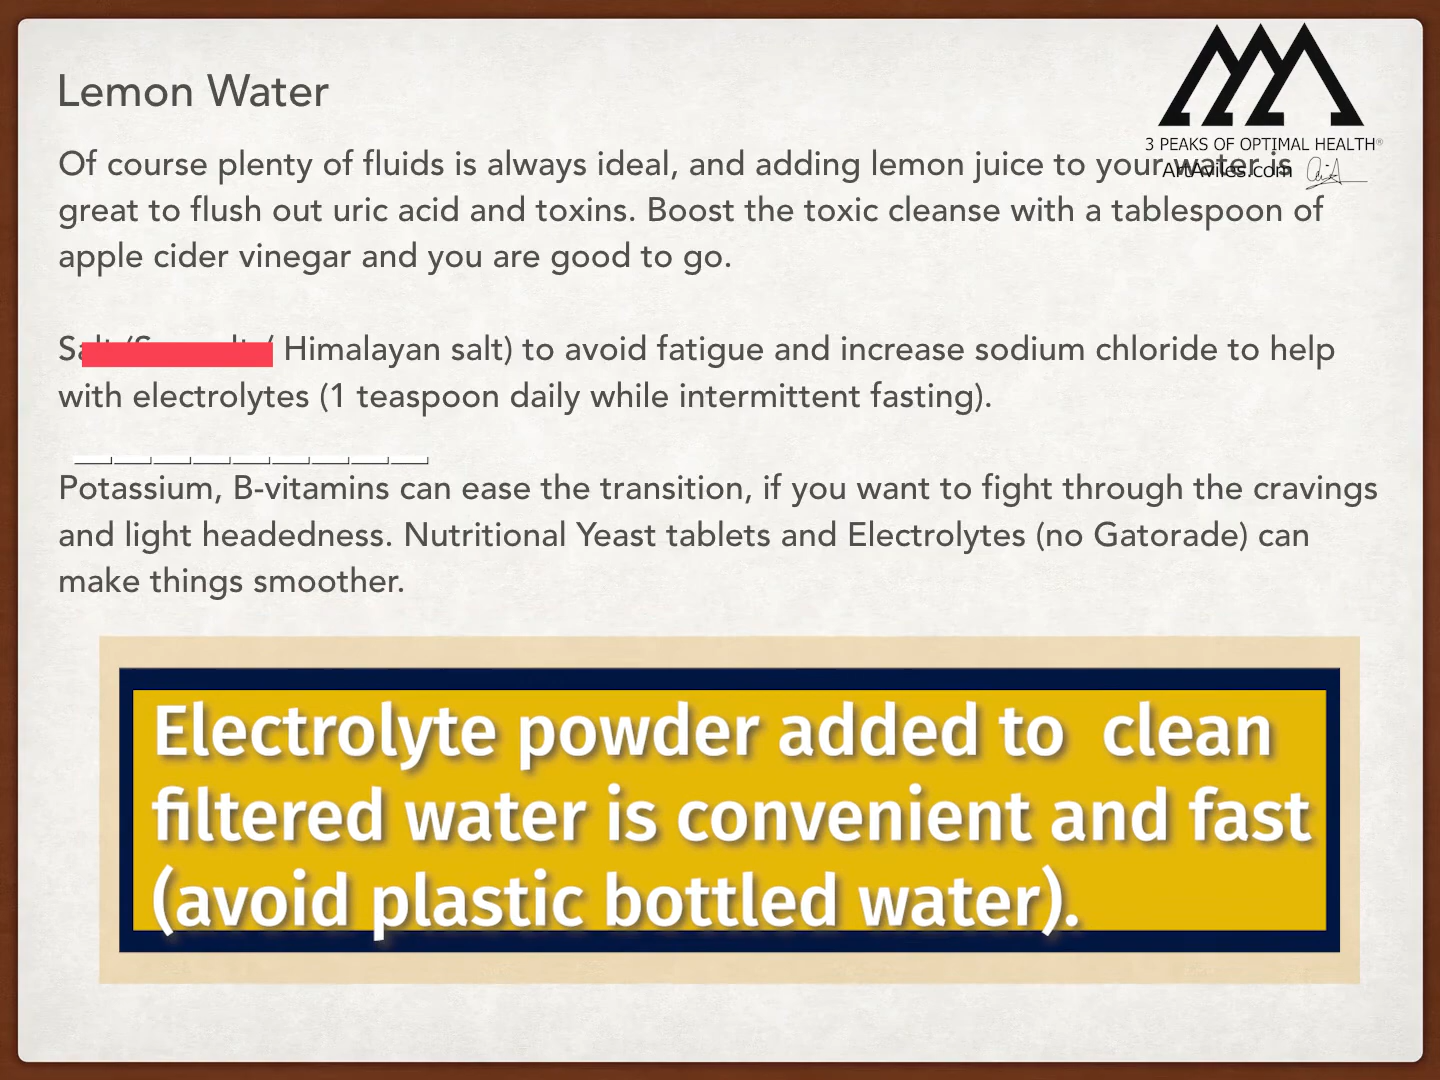 Lemon Water
3 PEAKS OF OPTIMAL HEALTH®
ArtAviles.com
Of course plenty of fluids is always ideal, and adding lemon juice to your water is
great to flush out uric acid and toxins. Boost the toxic cleanse with a tablespoon of
apple cider vinegar and you are good to go.
Himalayan salt) to avoid fatigue and increase sodium chloride to help
with electrolytes (1 teaspoon daily while intermittent fasting).
Potassium, B-vitamins can ease the transition, if you want to fight through the cravings
and light headedness. Nutritional Yeast tablets and Electrolytes (no Gatorade) can
make things smoother.
Electrolyte powder added to clean
filtered water is convenient and fast
(avoid plastic bottled water).